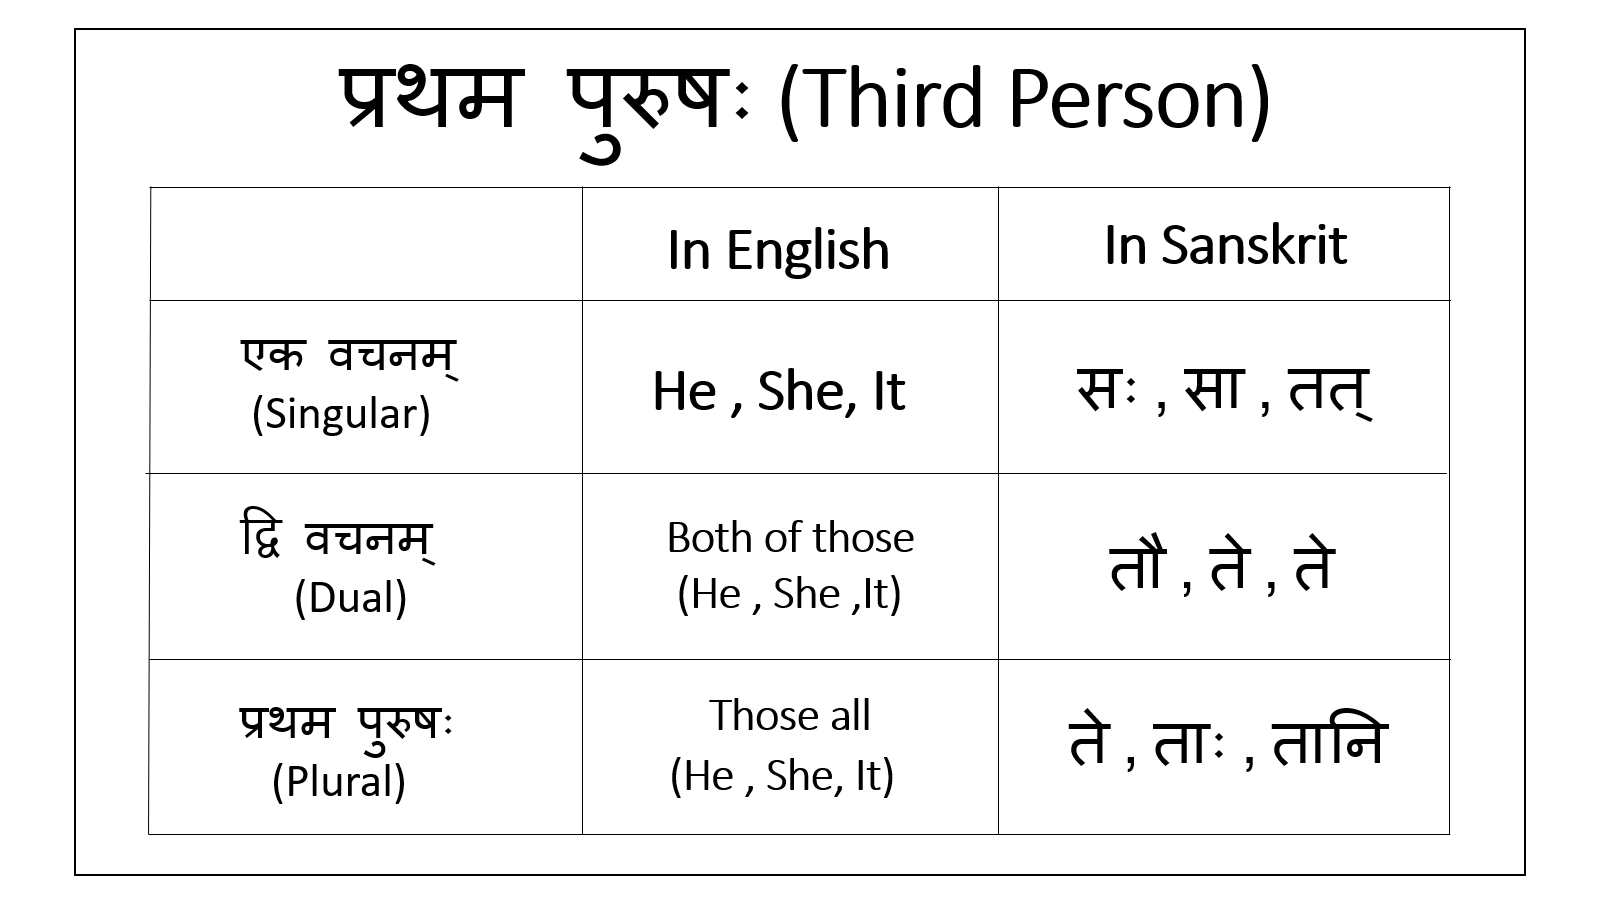 प्रथम पुरुषः (Third Person)
In English
In Sanskrit
एक वचनम्
(Singular)
He , She, It
सः , सा , तत्
द्वि वचनम्
(Dual)
Both of those
(He , She ,It)
तौ , ते , ते
प्रथम पुरुषः
(Plural)
Those all
(He , She, It)
ते , ताः , तानि